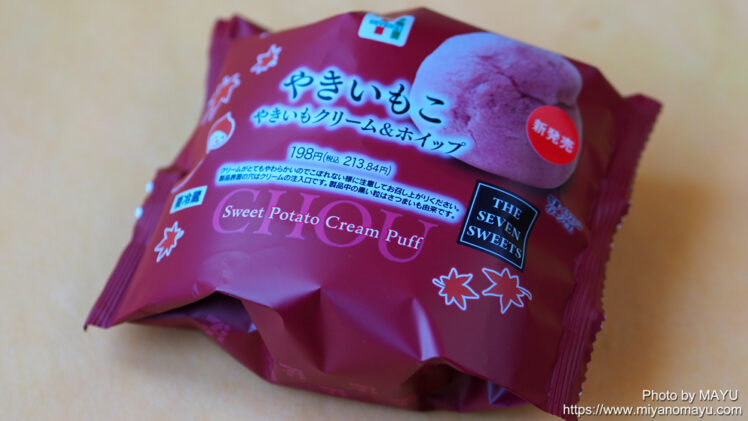 やきいもこ
やきいもクリーム&ホイップ
新発売
198円(税込 213.84円)
クリームがとてもやわらかいのでこぼれない様に注意してお召し上がりください。
製品表面の穴はクリームの注入口です。製品中の黒い粒はさつまいも由来です。
要冷蔵
CHOU
Sweet Potato Cream Puff
THE
SEVEN
SWEETS
Photo by MAYU
https://www.miyanomayu.com